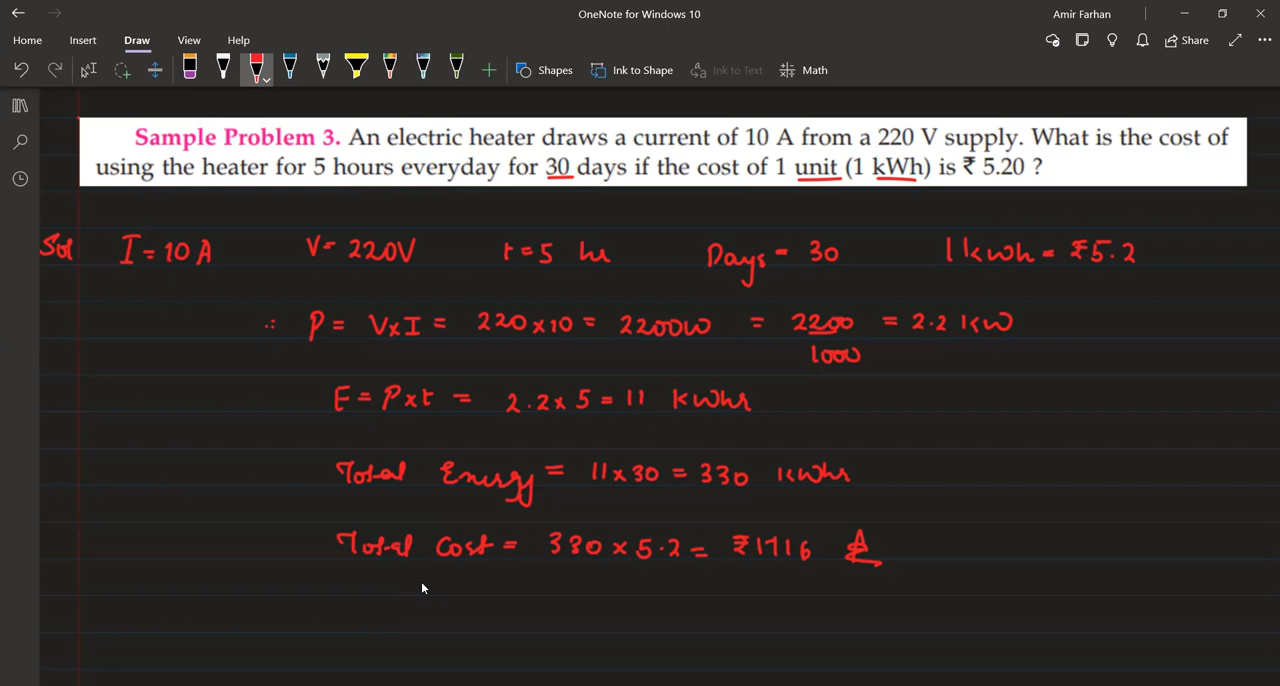 OneNote for Windows 10
Amir Farhan
Home Insert Draw View Help
Share
Shapes Ink to Shape Ink to Text Math
Sample Problem 3. An electric heater draws a current of 10 A from a 220 V supply. What is the cost of
using the heater for 5 hours everyday for 30 days if the cost of 1 unit (1 kWh) is ₹ 5.20 ?
Sol I = 10 A V = 220V t = 5 hr Days = 30 1 kwh = ₹5.2
∴ P = V×I = 220×10 = 2200W = 2200/1000 = 2.2 KW
E = P×t = 2.2×5 = 11 kwhr
Total Energy = 11×30 = 330 kwhr
Total Cost = 330×5.2 = ₹1716 A